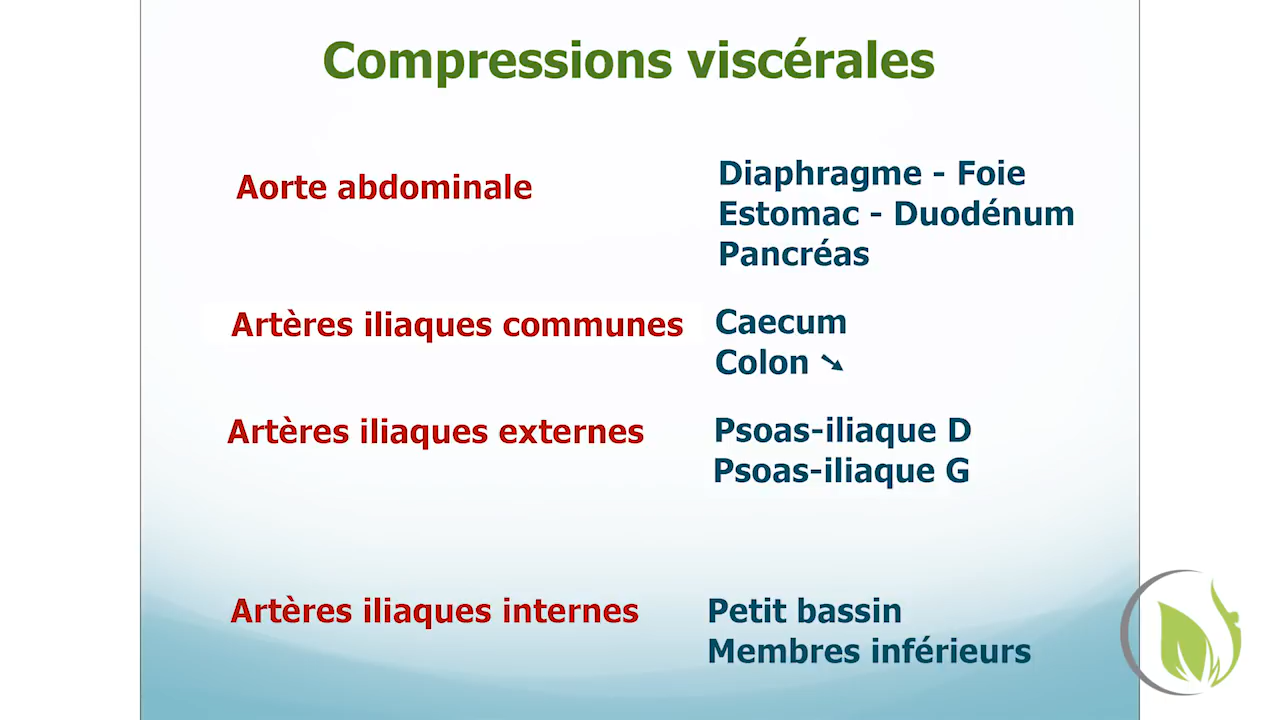 Compressions viscérales
Aorte abdominale
Diaphragme - Foie
Estomac - Duodénum
Pancréas
Artères iliaques communes
Caecum
Colon ➘
Artères iliaques externes
Psoas-iliaque D
Psoas-iliaque G
Artères iliaques internes
Petit bassin
Membres inférieurs